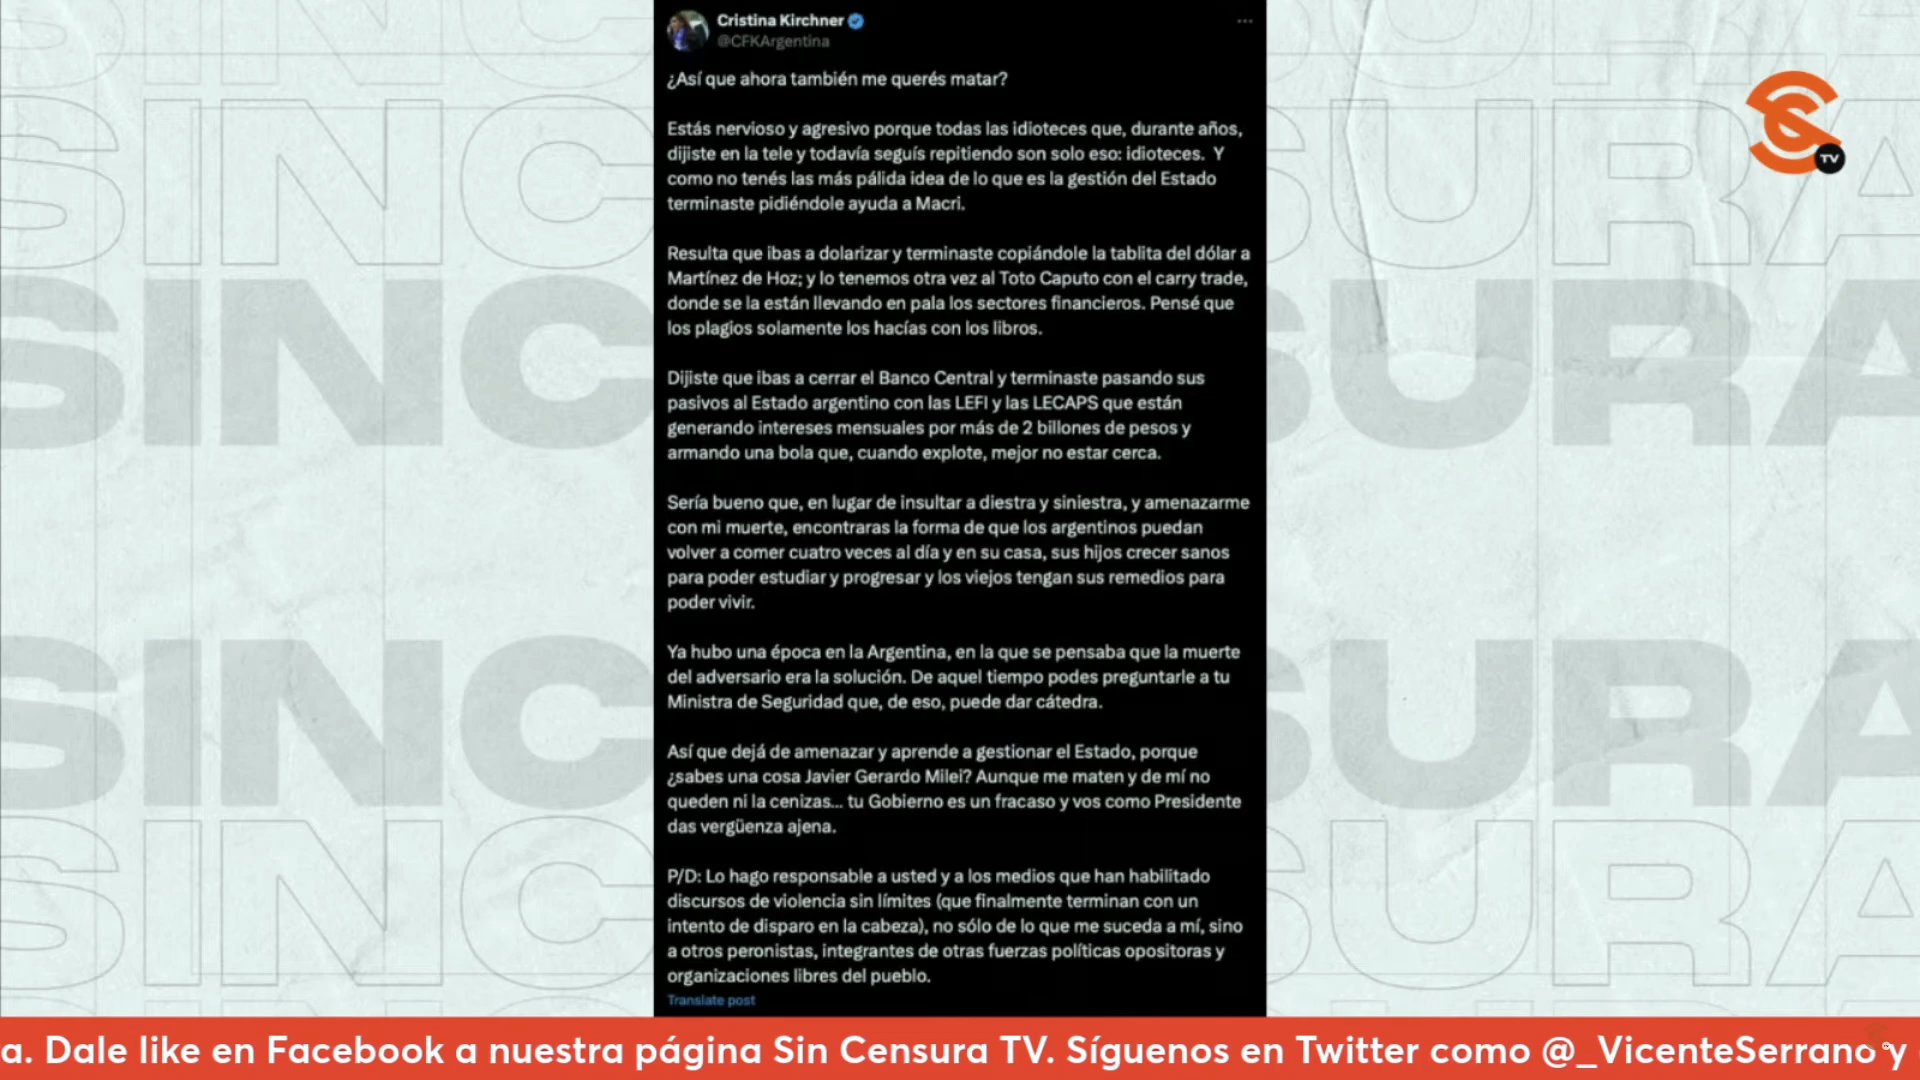 Cristina Kirchner
@CFKArgentina
¿Así que ahora también me querés matar?
Estás nervioso y agresivo porque todas las idioteces que, durante años,
dijiste en la tele y todavía seguís repitiendo son solo eso: idioteces. Y
como no tenés las más pálida idea de lo que es la gestión del Estado
terminaste pidiéndole ayuda a Macri.
Resulta que ibas a dolarizar y terminaste copiándole la tablita del dólar a
Martínez de Hoz; y lo tenemos otra vez al Toto Caputo con el carry trade,
donde se la están llevando en pala los sectores financieros. Pensé que
los plagios solamente los hacías con los libros.
Dijiste que ibas a cerrar el Banco Central y terminaste pasando sus
pasivos al Estado argentino con las LEFI y las LECAPS que están
generando intereses mensuales por más de 2 billones de pesos y
armando una bola que, cuando explote, mejor no estar cerca.
Sería bueno que, en lugar de insultar a diestra y siniestra, y amenazarme
con mi muerte, encontraras la forma de que los argentinos puedan
volver a comer cuatro veces al día y en su casa, sus hijos crecer sanos
para poder estudiar y progresar y los viejos tengan sus remedios para
poder vivir.
Ya hubo una época en la Argentina, en la que se pensaba que la muerte
del adversario era la solución. De aquel tiempo podes preguntarle a tu
Ministra de Seguridad que, de eso, puede dar cátedra.
Así que dejá de amenazar y aprende a gestionar el Estado, porque
¿sabes una cosa Javier Gerardo Milei? Aunque me maten y de mí no
queden ni la cenizas... tu Gobierno es un fracaso y vos como Presidente
das vergüenza ajena.
P/D: Lo hago responsable a usted y a los medios que han habilitado
discursos de violencia sin límites (que finalmente terminan con un
intento de disparo en la cabeza), no sólo de lo que me suceda a mí, sino
a otros peronistas, integrantes de otras fuerzas políticas opositoras y
organizaciones libres del pueblo.
Translate post
TV
SINC
SURA
SINC
SURA
SINC
SURA
SINC
SURA
a. Dale like en Facebook a nuestra página Sin Censura TV. Síguenos en Twitter como @_VicenteSerrano y